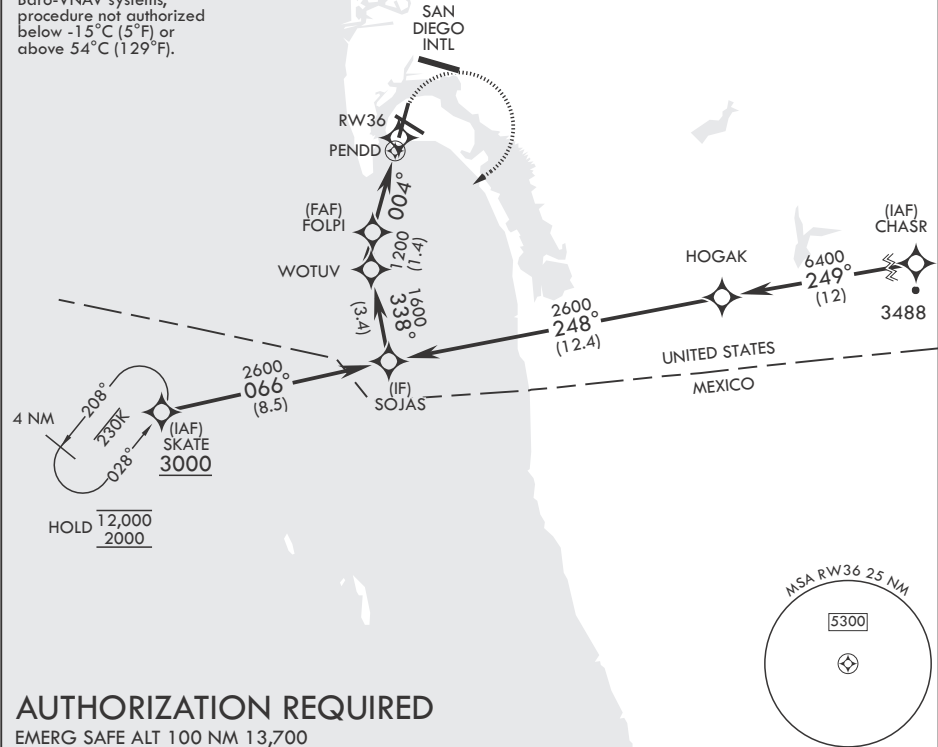 Baro-VNAV systems,
procedure not authorized
below -15°C (5°F) or
above 54°C (129°F).
SAN
DIEGO
INTL
RW36
PENDD
004°
(FAF)
FOLPI
1200
(1.4)
WOTUV
1600
338°
(3.4)
(IAF)
CHASR
HOGAK
6400
249°
(12)
3488
2600
248°
(12.4)
UNITED STATES
MEXICO
(IF)
SOJAS
2600
066°
(8.5)
208°
230K
028°
4 NM
(IAF)
SKATE
3000
HOLD 12,000
2000
MSA RW36 25 NM
5300
AUTHORIZATION REQUIRED
EMERG SAFE ALT 100 NM 13,700